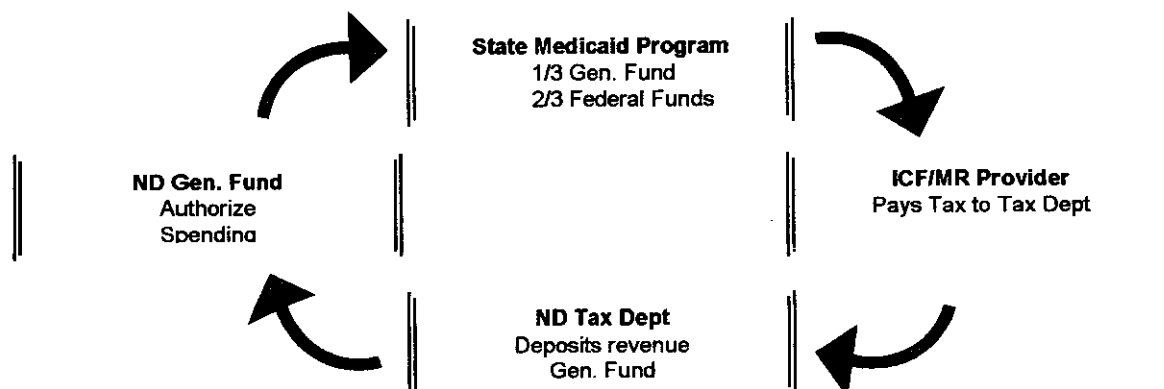 State Medicaid Program
1/3 Gen. Fund
2/3 Federal Funds
ND Gen. Fund
Authorize
Spending
ICF/MR Provider
Pays Tax to Tax Dept
ND Tax Dept
Deposits revenue
Gen. Fund